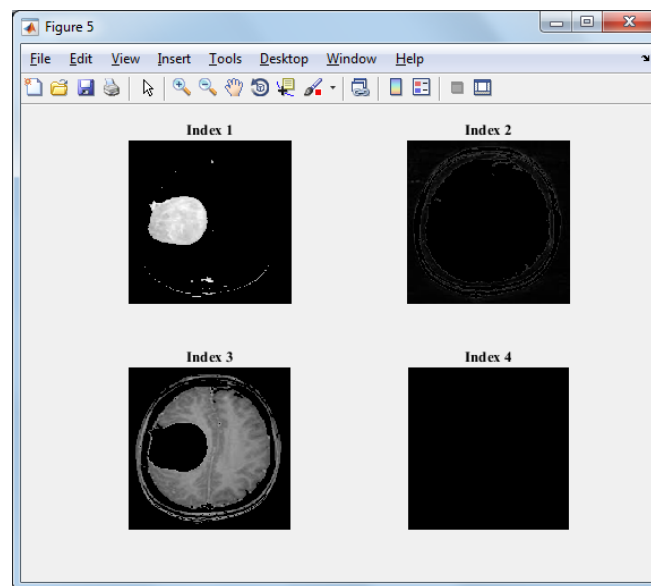 Figure 5
File Edit View Insert Tools Desktop Window Help
Index 1 Index 2
Index 3 Index 4